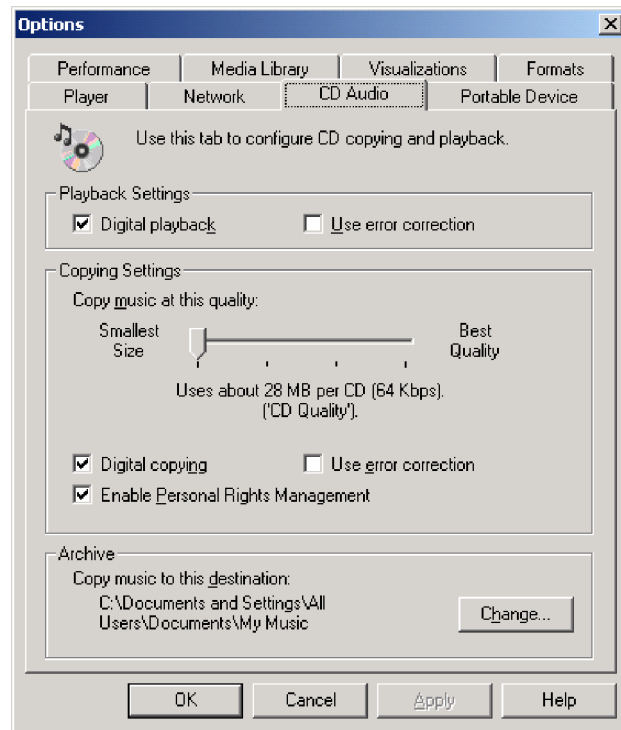 Options
Performance Media Library Visualizations Formats
Player Network CD Audio Portable Device
Use this tab to configure CD copying and playback.
Playback Settings
Digital playback Use error correction
Copying Settings
Copy music at this quality:
Smallest Size Best Quality
Uses about 28 MB per CD (64 Kbps).
('CD Quality').
Digital copying Use error correction
Enable Personal Rights Management
Archive
Copy music to this destination:
C:\Documents and Settings\All
Users\Documents\My Music
Change...
OK Cancel Apply Help